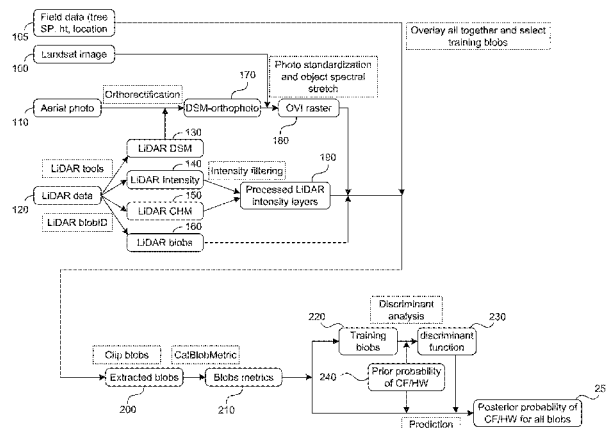 Field data (tree
SP, ht, location
105
Landsat image
100
Overlay all together and select
training blobs
Photo standardization
and object spectral
stretch
Orthorectification
170
Aerial photo
DSM-orthophoto
OVI raster
110
130
180
LiDAR DSM
LiDAR tools
140
Intensity filtering
180
LiDAR Intensity
LiDAR data
150
Processed LiDAR
intensity layers
LiDAR CHM
120
LiDAR blobID
160
LiDAR blobs
Discriminant
analysis
220
230
Training
blobs
discriminant
function
Clip blobs
CalBlobMetric
240
Prior probability
of CF/HW
Extracted blobs
Blobs metrics
200
210
25
Prediction
Posterior probability of
CF/HW for all blobs